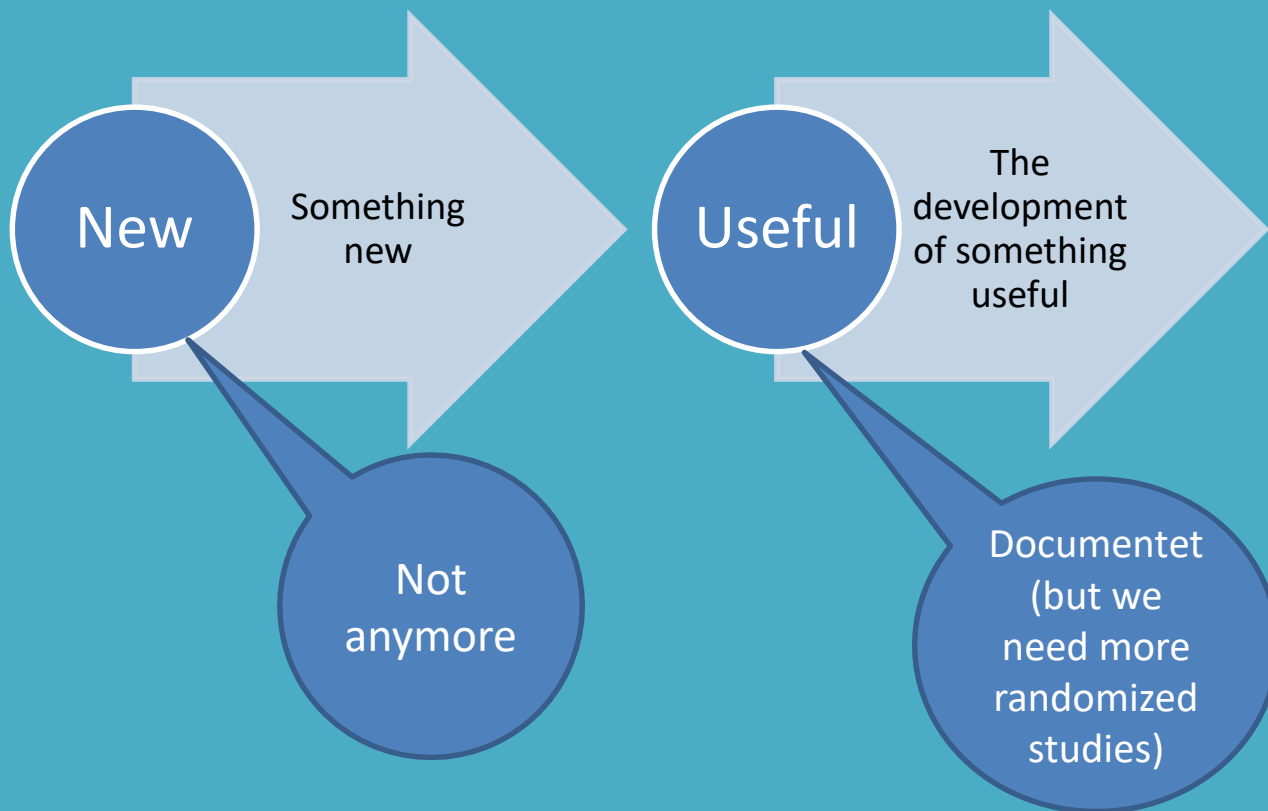 New
Something
new
Not
anymore
Useful
The
development
of something
useful
Documentet
(but we
need more
randomized
studies)